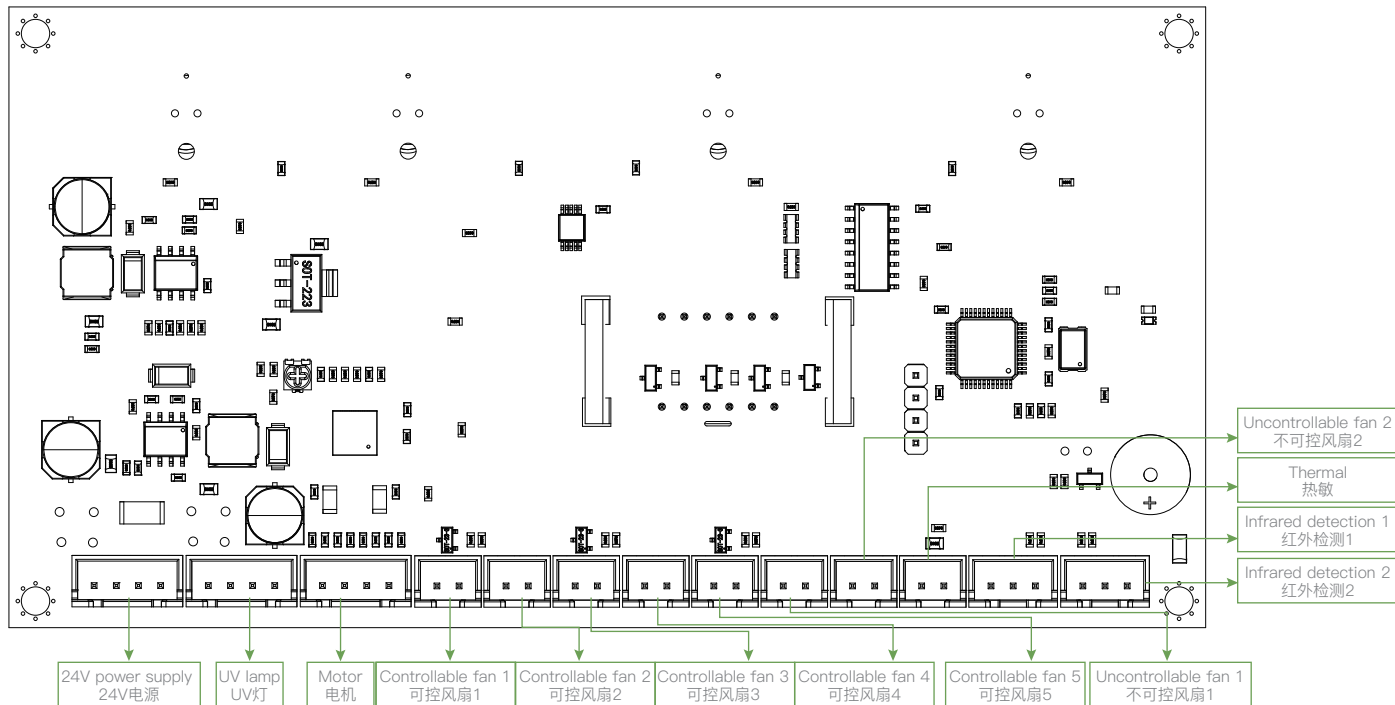 SOT-223
Uncontrollable fan 2
不可控风扇2
Thermal
热敏
Infrared detection 1
红外检测1
Infrared detection 2
红外检测2
24V power supply
24V电源
UV lamp
UV灯
Motor
电机
Controllable fan 1
可控风扇1
Controllable fan 2
可控风扇2
Controllable fan 3
可控风扇3
Controllable fan 4
可控风扇4
Controllable fan 5
可控风扇5
Uncontrollable fan 1
不可控风扇1